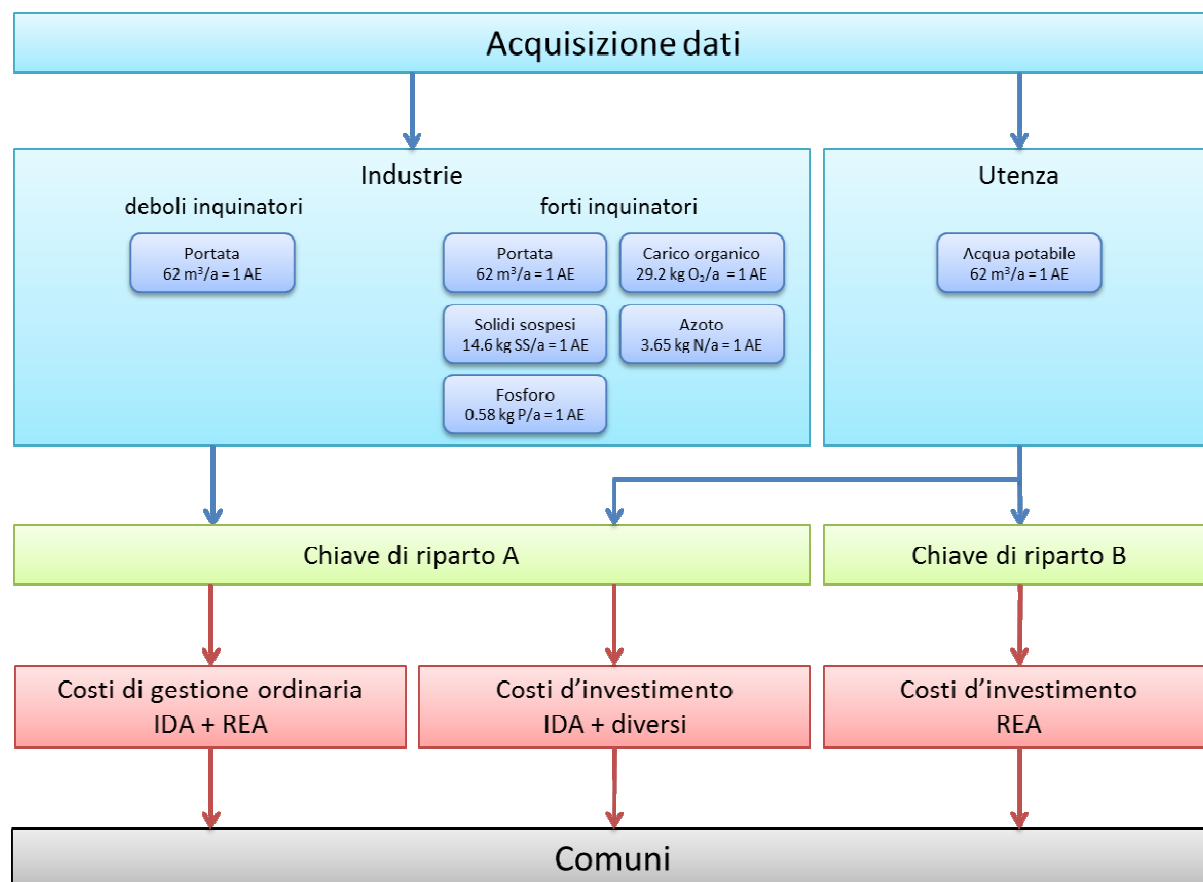 Acquisizione dati
Industrie
deboli inquinatori
forti inquinatori
Portata
62 m³/a = 1 AE
Portata
62 m³/a = 1 AE
Carico organico
29.2 kg O₂/a = 1 AE
Solidi sospesi
14.6 kg SS/a = 1 AE
Azoto
3.65 kg N/a = 1 AE
Fosforo
0.58 kg P/a = 1 AE
Utenza
Acqua potabile
62 m³/a = 1 AE
Chiave di riparto A
Chiave di riparto B
Costi di gestione ordinaria
IDA + REA
Costi d'investimento
IDA + diversi
Costi d'investimento
REA
Comuni